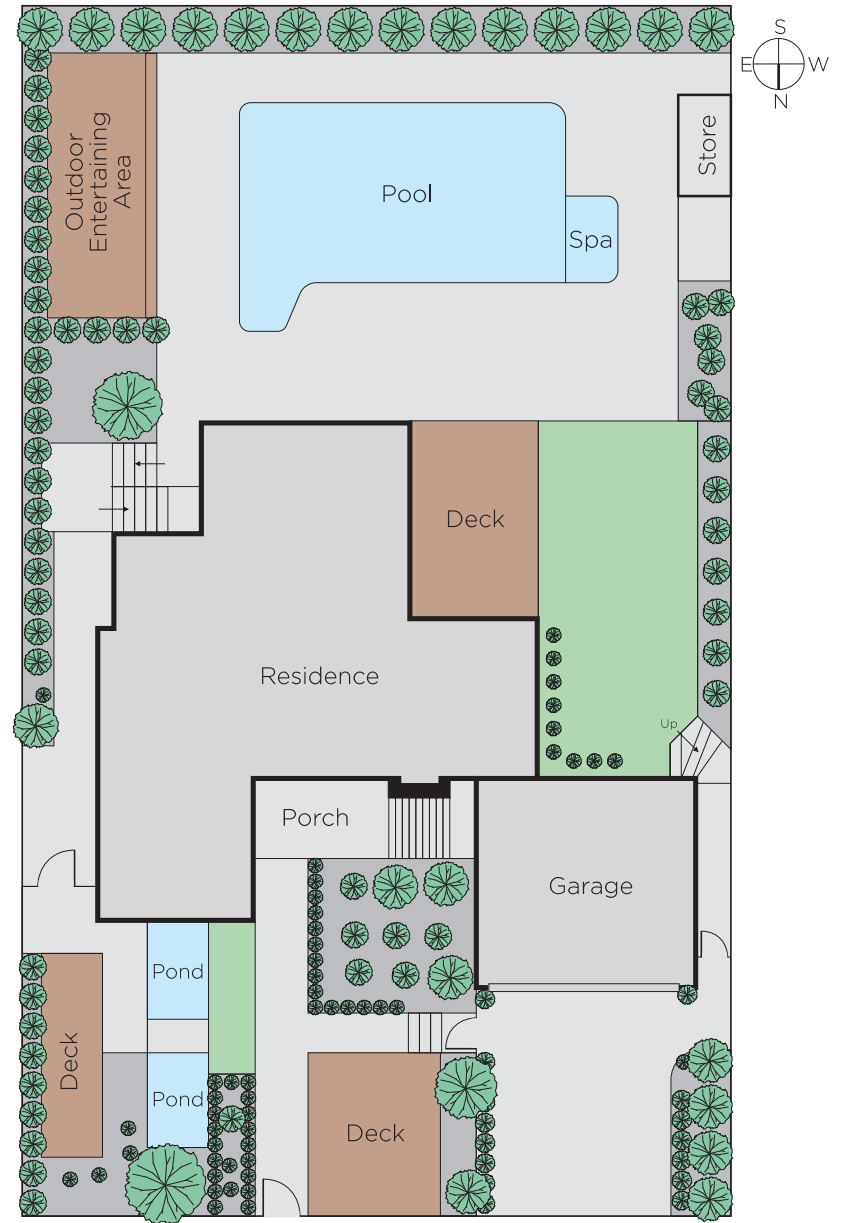 S
E W
N
Outdoor
Entertaining
Area
Pool
Spa
Store
Deck
Residence
Up
Porch
Garage
Pond
Deck
Pond
Deck